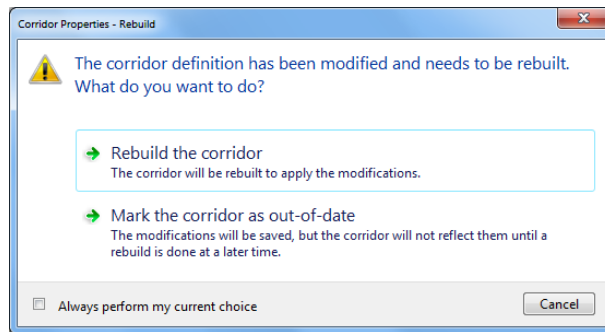 Corridor Properties - Rebuild
The corridor definition has been modified and needs to be rebuilt.
What do you want to do?
Rebuild the corridor
The corridor will be rebuilt to apply the modifications.
Mark the corridor as out-of-date
The modifications will be saved, but the corridor will not reflect them until a
rebuild is done at a later time.
Always perform my current choice
Cancel